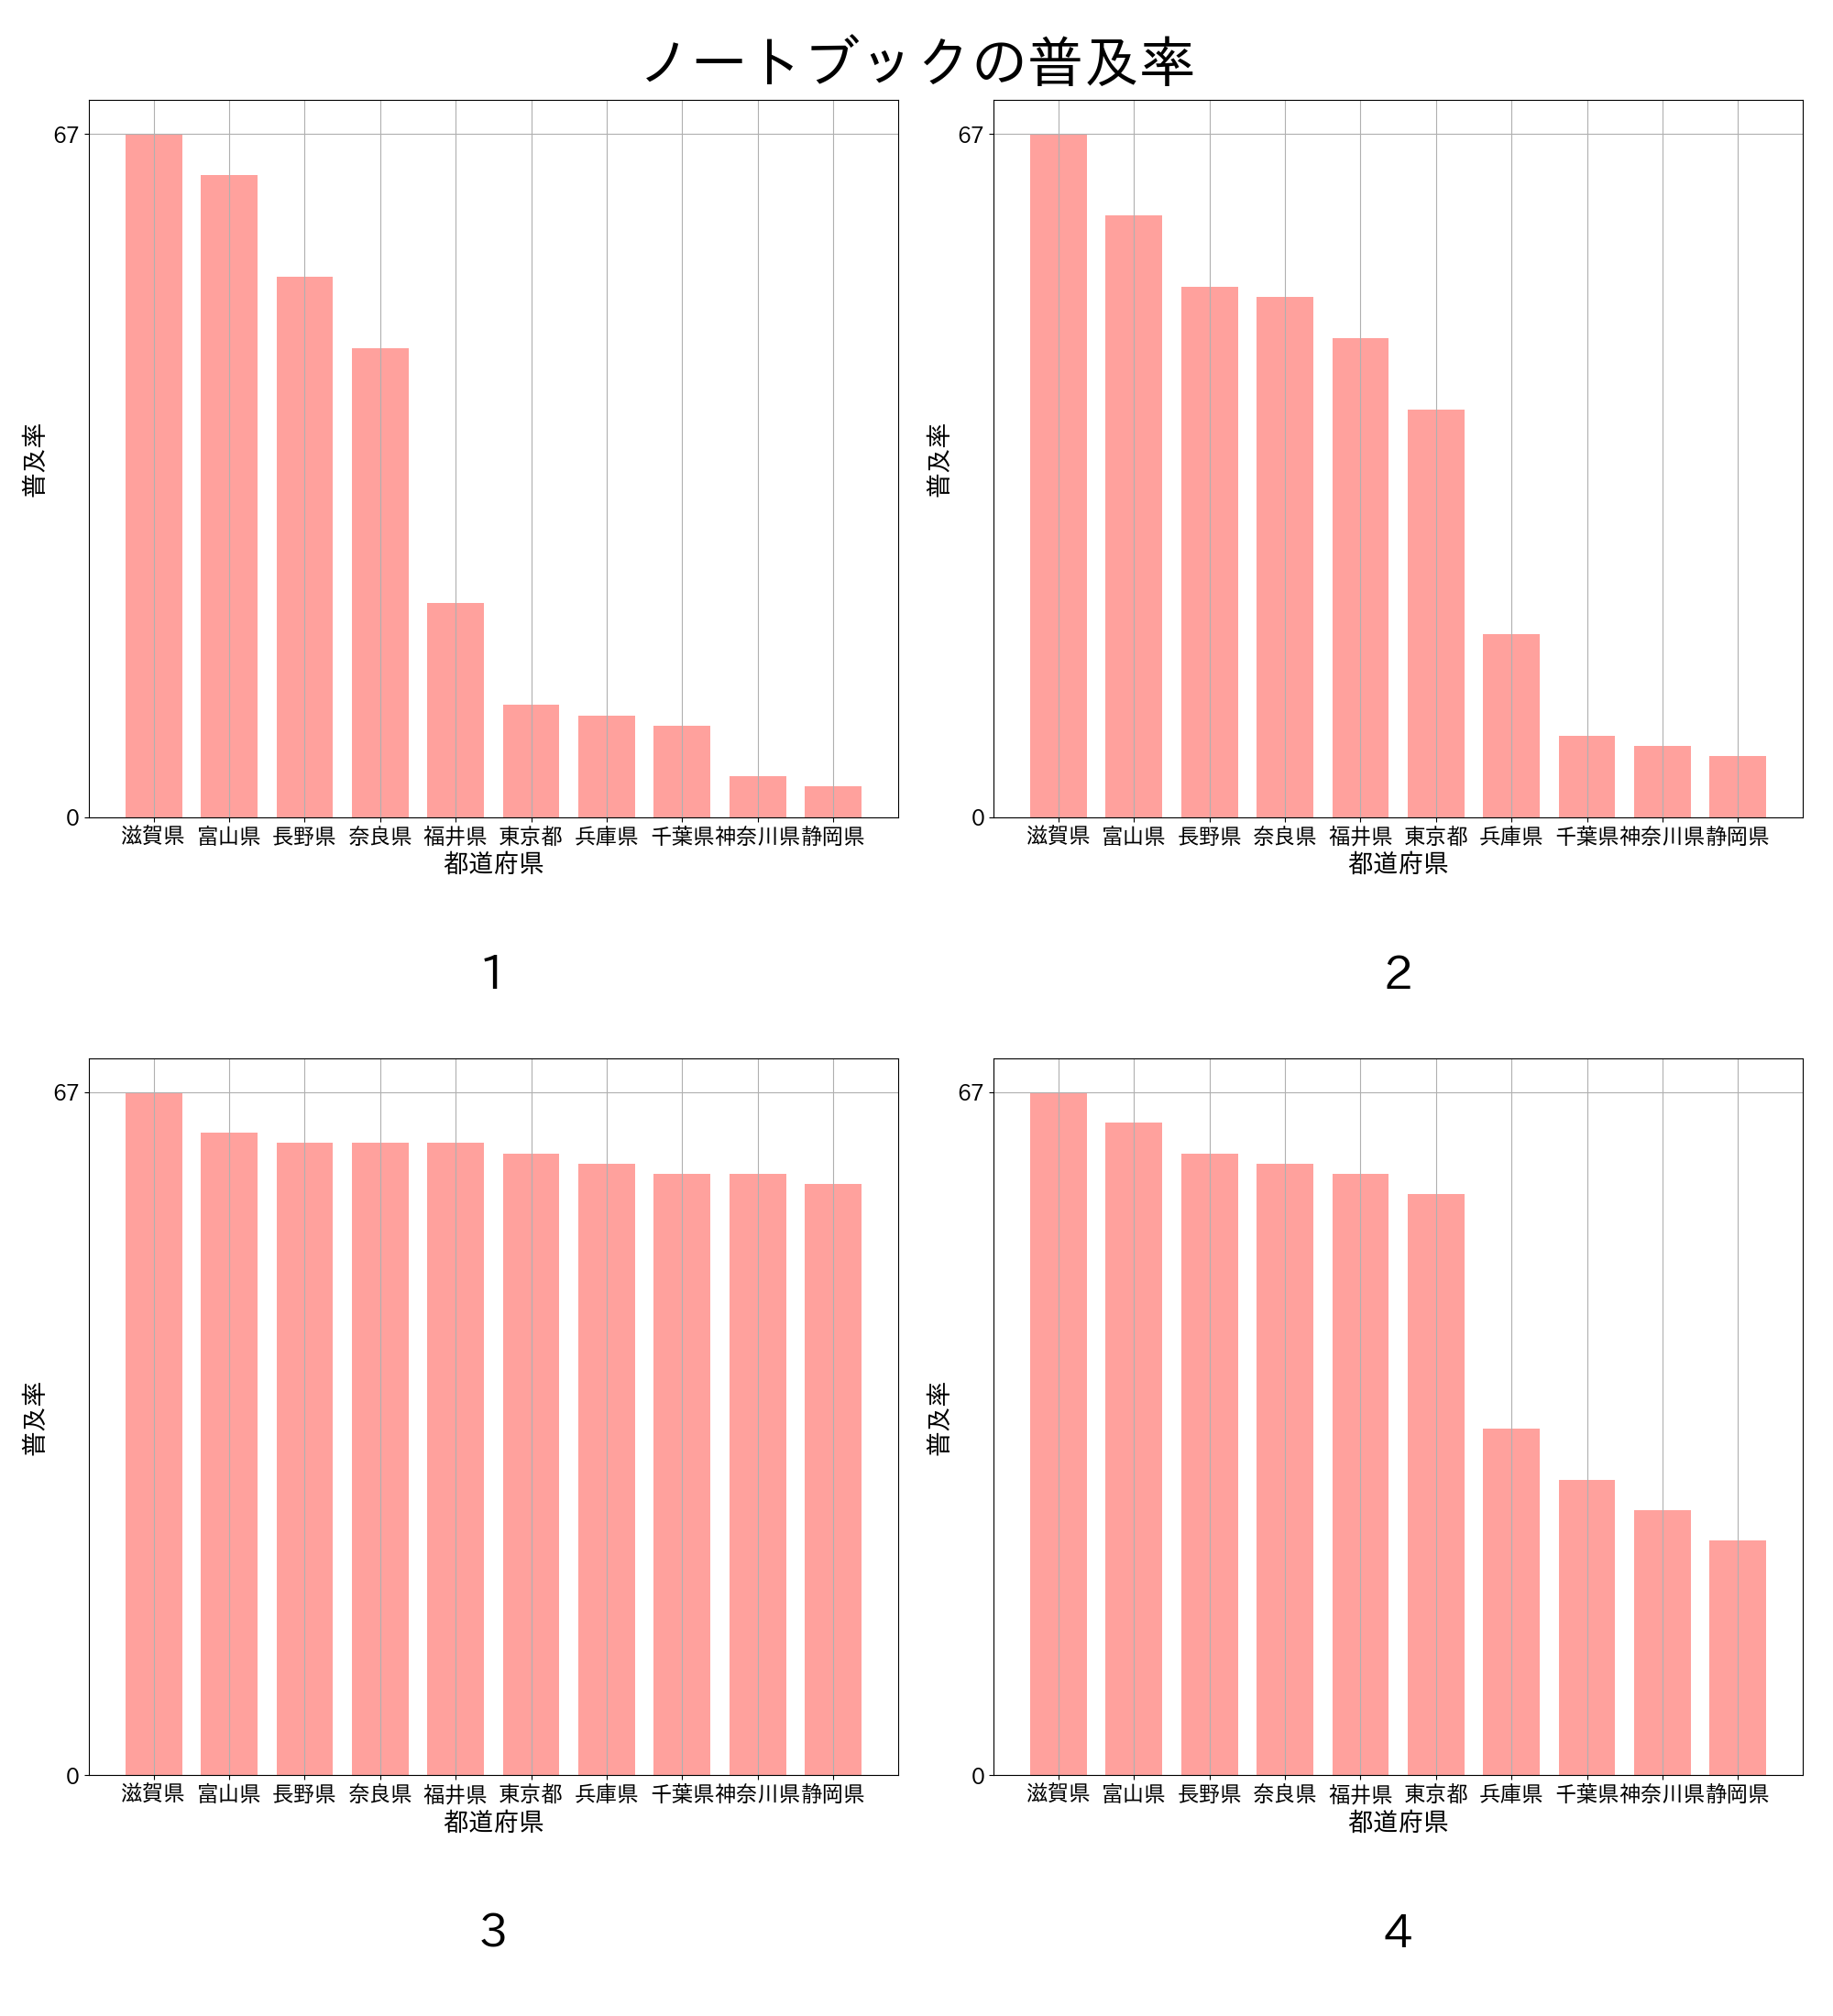 ノートブックの普及率
67
0
普及率
滋賀県 富山県 長野県 奈良県 福井県 東京都 兵庫県 千葉県 神奈川県 静岡県
都道府県
1
67
0
普及率
滋賀県 富山県 長野県 奈良県 福井県 東京都 兵庫県 千葉県 神奈川県 静岡県
都道府県
2
67
0
普及率
滋賀県 富山県 長野県 奈良県 福井県 東京都 兵庫県 千葉県 神奈川県 静岡県
都道府県
3
67
0
普及率
滋賀県 富山県 長野県 奈良県 福井県 東京都 兵庫県 千葉県 神奈川県 静岡県
都道府県
4